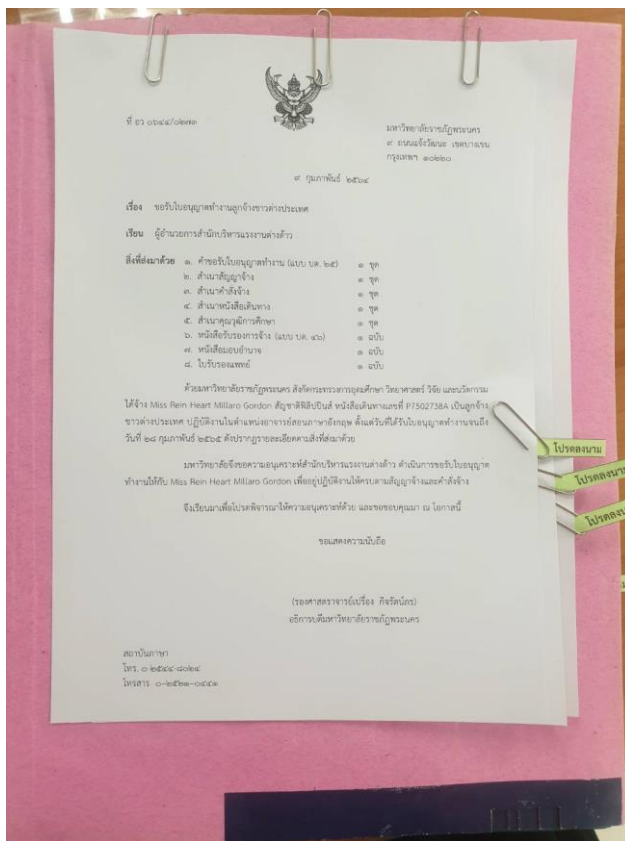 ที่ อว ๐๖๔๔/๐๒๗๓
มหาวิทยาลัยราชภัฏพระนคร
๙ ถนนแจ้งวัฒนะ เขตบางเขน
กรุงเทพฯ ๑๐๒๒๐
๙ กุมภาพันธ์ ๒๕๖๔
เรื่อง ขอรับใบอนุญาตทำงานลูกจ้างชาวต่างประเทศ
เรียน ผู้อำนวยการสำนักบริหารแรงงานต่างด้าว
สิ่งที่ส่งมาด้วย ๑. คำขอรับใบอนุญาตทำงาน (แบบ บต. ๒๕) ๑ ชุด
๒. สำเนาสัญญาจ้าง ๑ ชุด
๓. สำเนาคำสั่งจ้าง ๑ ชุด
๔. สำเนาหนังสือเดินทาง ๑ ชุด
๕. สำเนาคุณวุฒิการศึกษา ๑ ชุด
๖. หนังสือรับรองการจ้าง (แบบ บต. ๔๖) ๑ ฉบับ
๗. หนังสือมอบอำนาจ ๑ ฉบับ
๘. ใบรับรองแพทย์ ๑ ฉบับ
ด้วยมหาวิทยาลัยราชภัฏพระนคร สังกัดกระทรวงการอุดมศึกษา วิทยาศาสตร์ วิจัย และนวัตกรรม
ได้จ้าง Miss Rein Heart Millaro Gordon สัญชาติฟิลิปปินส์ หนังสือเดินทางเลขที่ P7502738A เป็นลูกจ้าง
ชาวต่างประเทศ ปฏิบัติงานในตำแหน่งอาจารย์สอนภาษาอังกฤษ ตั้งแต่วันที่ได้รับใบอนุญาตทำงานจนถึง
วันที่ ๒๘ กุมภาพันธ์ ๒๕๖๕ ดังปรากฏรายละเอียดตามสิ่งที่ส่งมาด้วย
มหาวิทยาลัยจึงขอความอนุเคราะห์สำนักบริหารแรงงานต่างด้าว ดำเนินการขอรับใบอนุญาต
ทำงานให้กับ Miss Rein Heart Millaro Gordon เพื่ออยู่ปฏิบัติงานให้ครบตามสัญญาจ้างและคำสั่งจ้าง
จึงเรียนมาเพื่อโปรดพิจารณาให้ความอนุเคราะห์ด้วย และขอขอบคุณมา ณ โอกาสนี้
ขอแสดงความนับถือ
(รองศาสตราจารย์เปรื่อง กิจรัตน์ภร)
อธิการบดีมหาวิทยาลัยราชภัฏพระนคร
สถาบันภาษา
โทร. ๐-๒๕๔๔-๘๐๒๔
โทรสาร ๐-๒๕๒๑-๐๔๔๑
โปรดลงนาม
โปรดลงนาม
โปรดลงน